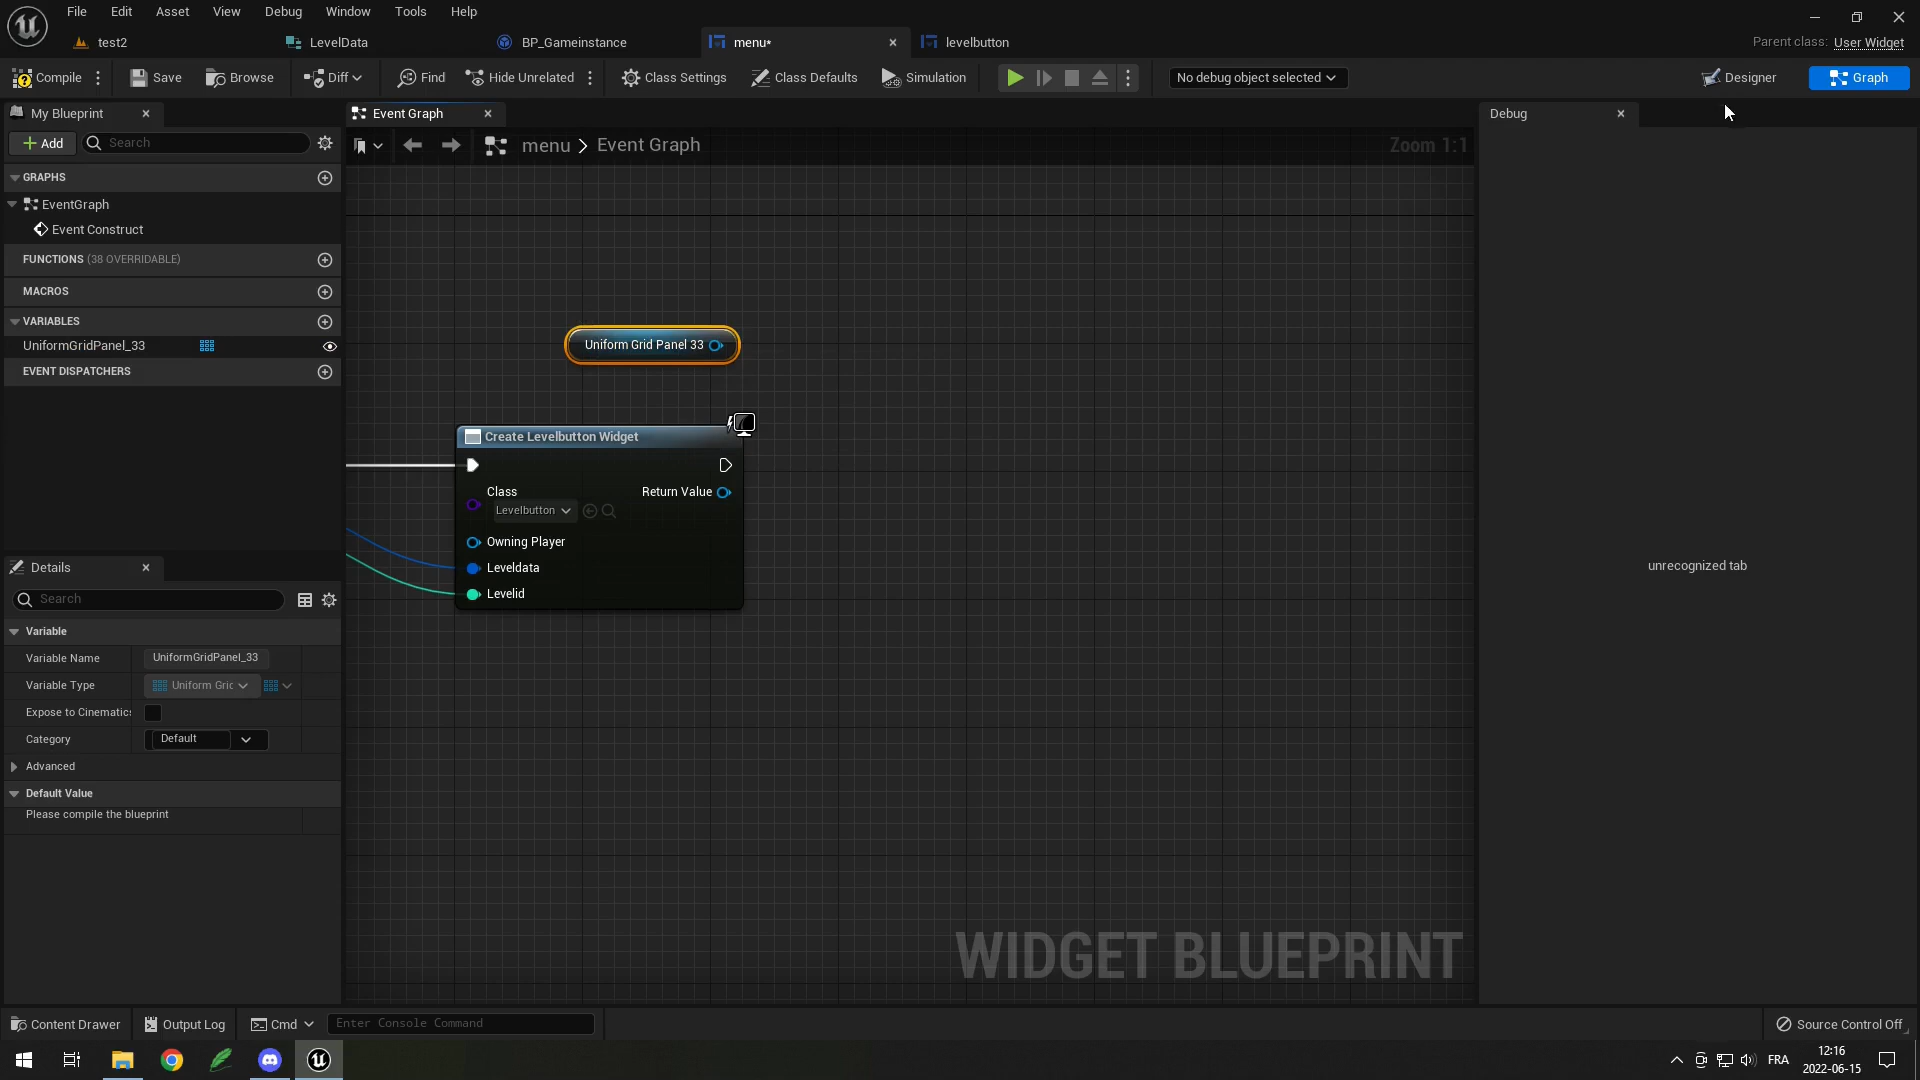 File Edit Asset View Debug Window Tools Help
test2 LevelData BP_Gameinstance menu* levelbutton Parent class: User Widget
Compile Save Browse Diff Find Hide Unrelated Class Settings Class Defaults Simulation No debug object selected Designer Graph
My Blueprint Event Graph Debug
Add Search menu > Event Graph Zoom 1:1
GRAPHS
EventGraph
Event Construct
FUNCTIONS (38 OVERRIDABLE)
MACROS
VARIABLES
UniformGridPanel_33
EVENT DISPATCHERS
Uniform Grid Panel 33
Create Levelbutton Widget
Class
Return Value
Levelbutton
Owning Player
Leveldata
Levelid
unrecognized tab
Details
Search
Variable
Variable Name UniformGridPanel_33
Variable Type Uniform Gric
Expose to Cinematics
Category Default
Advanced
Default Value
Please compile the blueprint
WIDGET BLUEPRINT
Content Drawer Output Log Cmd Enter Console Command Source Control Off
FRA 12:16
2022-06-15